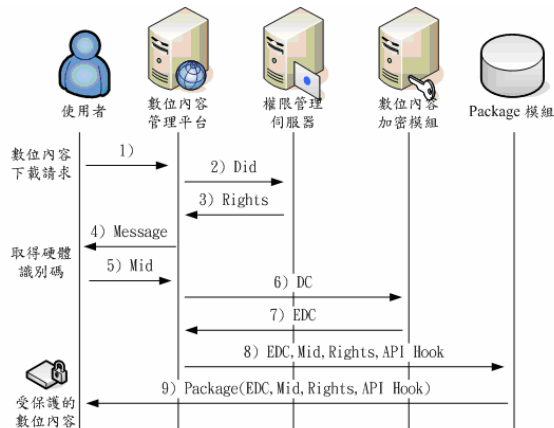 使用者
數位內容
管理平台
權限管理
伺服器
數位內容
加密模組
Package 模組
數位內容
下載請求
1)
2) Did
3) Rights
4) Message
取得硬體
識別碼
5) Mid
6) DC
7) EDC
8) EDC,Mid,Rights,API Hook
9) Package(EDC,Mid,Rights,API Hook)
受保護的
數位內容